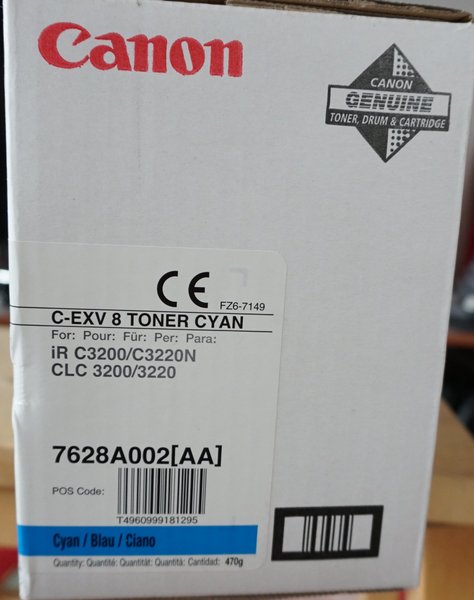 Canon
CANON
GENUINE
TONER, DRUM & CARTRIDGE
CE
FZ6-7149
C-EXV 8 TONER CYAN
For: Pour: Für: Per: Para:
iR C3200/C3220N
CLC 3200/3220
7628A002[AA]
POS Code:
T4960999181295
Cyan / Blau / Ciano
Quantity: Quantité: Quantität: Quantità: Cantidad: 470g